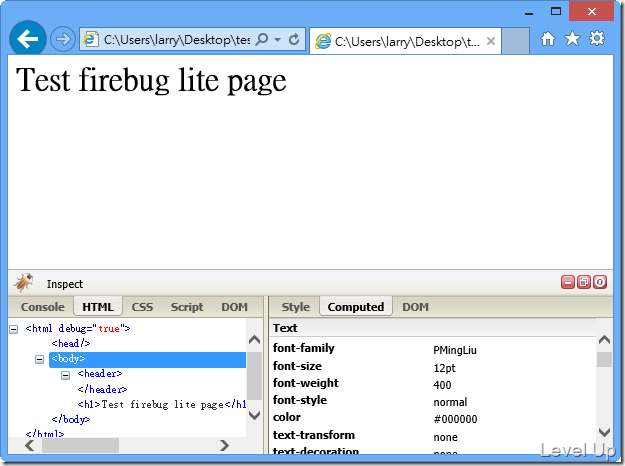 C:\Users\larry\Desktop\tes
C:\Users\larry\Desktop\t...
Test firebug lite page
Inspect
Console HTML CSS Script DOM
Style Computed DOM
<html debug="true">
<head/>
<body>
<header>
</header>
<h1>Test firebug lite page</h1
</body>
</html>
Text
font-family PMingLiu
font-size 12pt
font-weight 400
font-style normal
color #000000
text-transform none
text-decoration none
Level Up